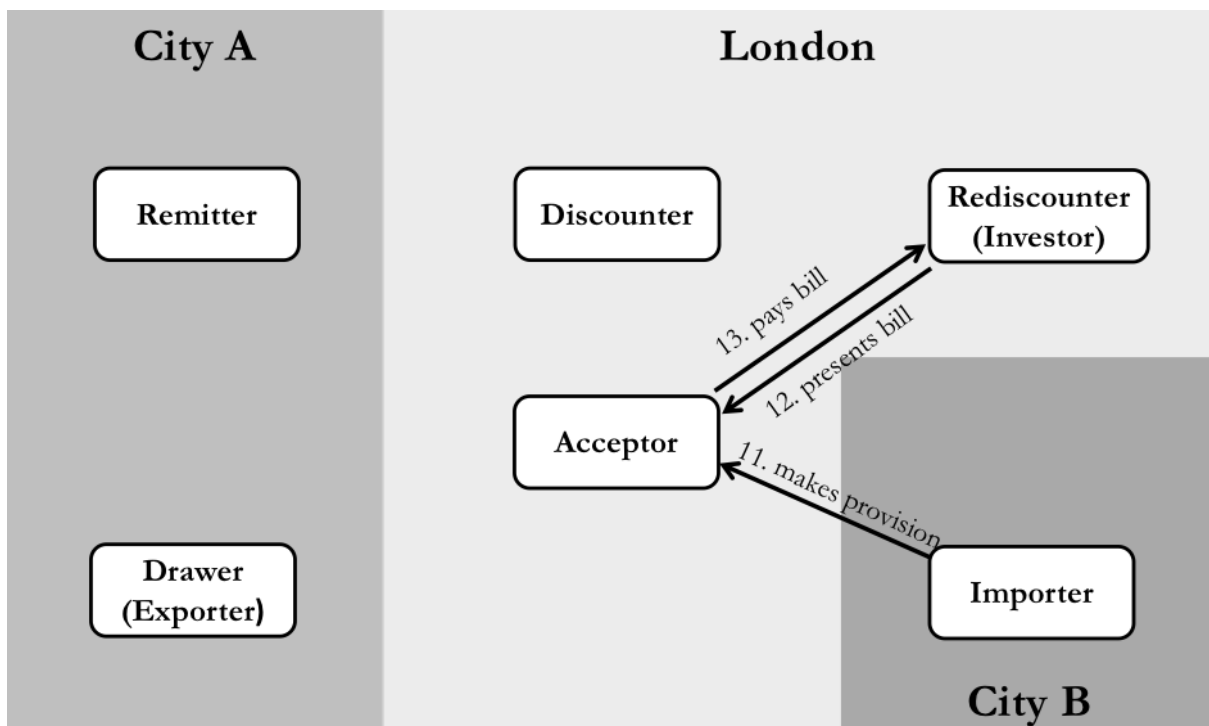 City A
London
Remitter
Discounter
Rediscounter
(Investor)
13. pays bill
12. presents bill
Acceptor
11. makes provision
Drawer
(Exporter)
Importer
City B